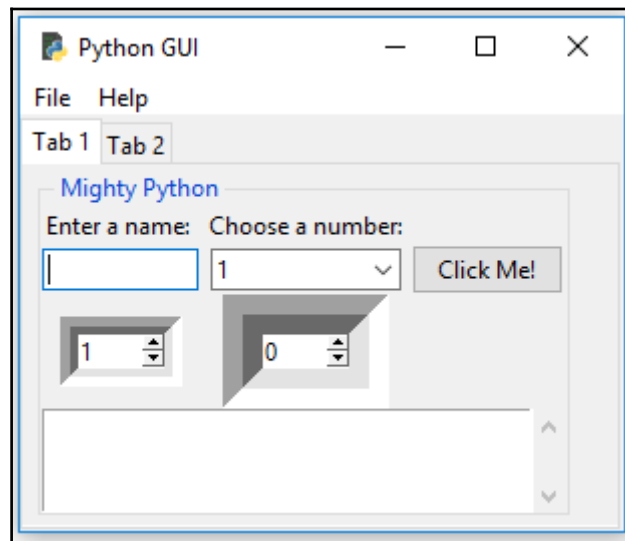 Python GUI
File Help
Tab 1 Tab 2
Mighty Python
Enter a name: Choose a number:
1 Click Me!
1 0